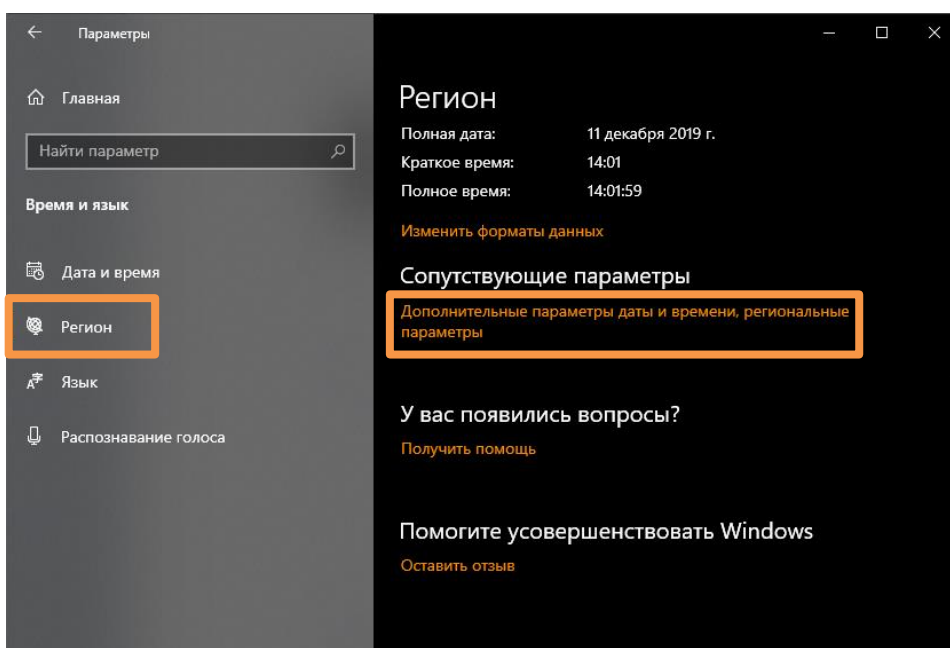 Параметры
Главная
Найти параметр
Время и язык
Дата и время
Регион
Язык
Распознавание голоса
Регион
Полная дата: 11 декабря 2019 г.
Краткое время: 14:01
Полное время: 14:01:59
Изменить форматы данных
Сопутствующие параметры
Дополнительные параметры даты и времени, региональные
параметры
У вас появились вопросы?
Получить помощь
Помогите усовершенствовать Windows
Оставить отзыв